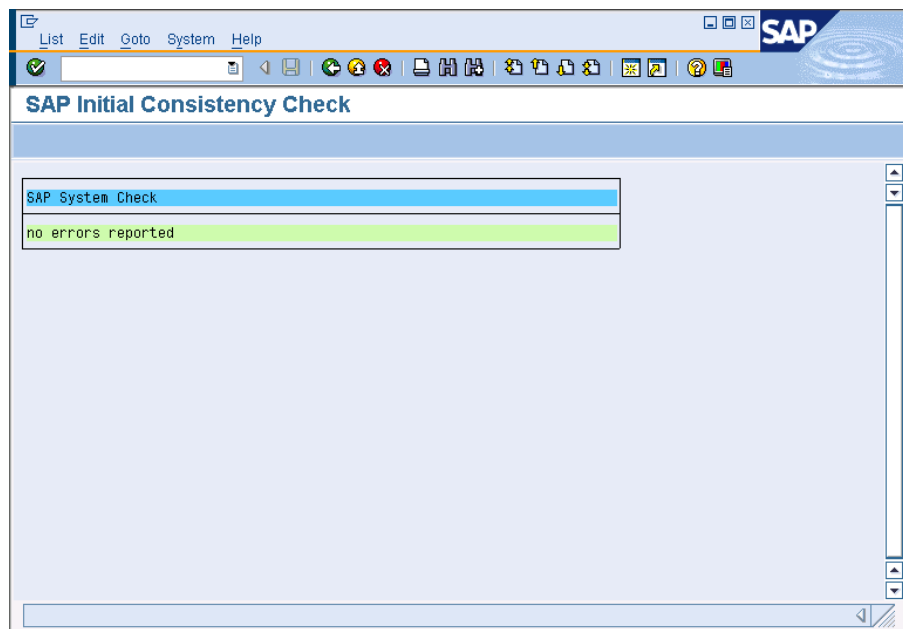 List Edit Goto System Help
SAP
SAP Initial Consistency Check
SAP System Check
no errors reported